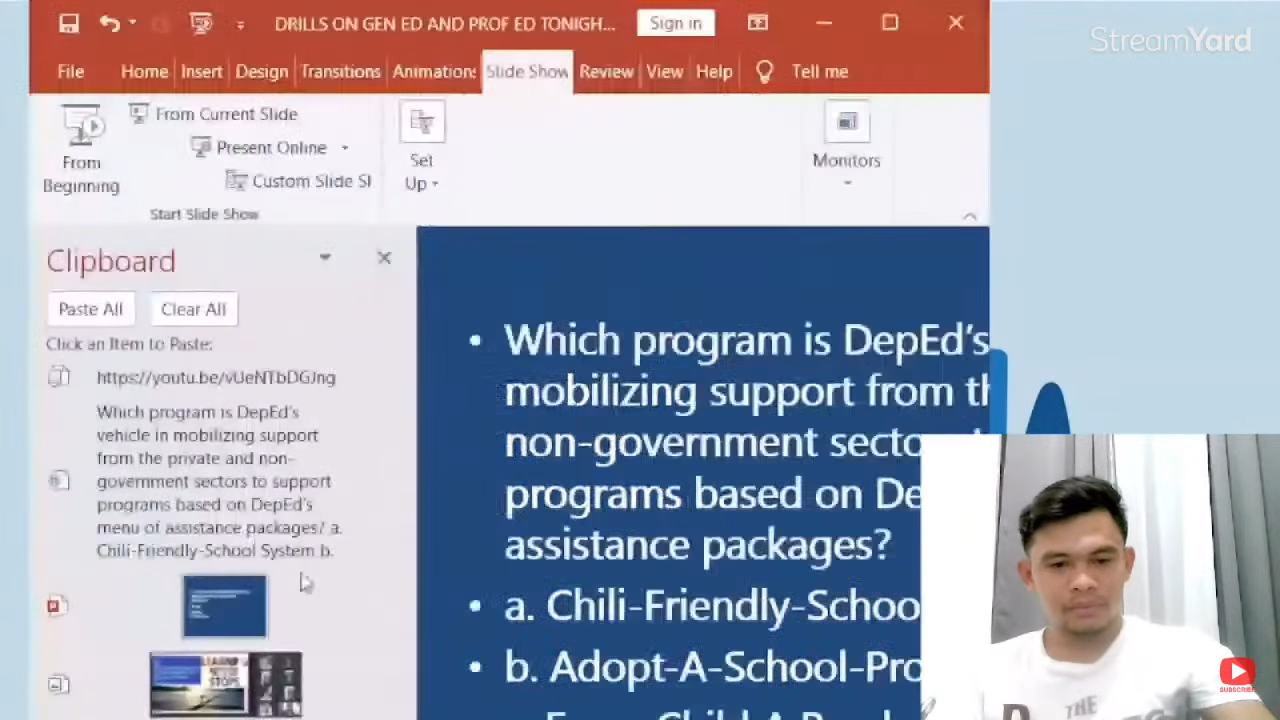 StreamYard
DRILLS ON GEN ED AND PROF ED TONIGH...
Sign in
File Home Insert Design Transitions Animations Slide Show Review View Help Tell me
From Beginning
From Current Slide
Present Online
Custom Slide Sl
Set Up
Monitors
Start Slide Show
Clipboard
Paste All Clear All
Click an Item to Paste:
https://youtu.be/vUeNTbDGJng
Which program is DepEd's
vehicle in mobilizing support
from the private and non-
government sectors to support
programs based on DepEd's
menu of assistance packages/ a.
Chili-Friendly-School System b.
• Which program is DepEd's
mobilizing support from th
non-government secto
programs based on De
assistance packages?
• a. Chili-Friendly-Schoo
• b. Adopt-A-School-Pro
THE
SUBSCRIBE